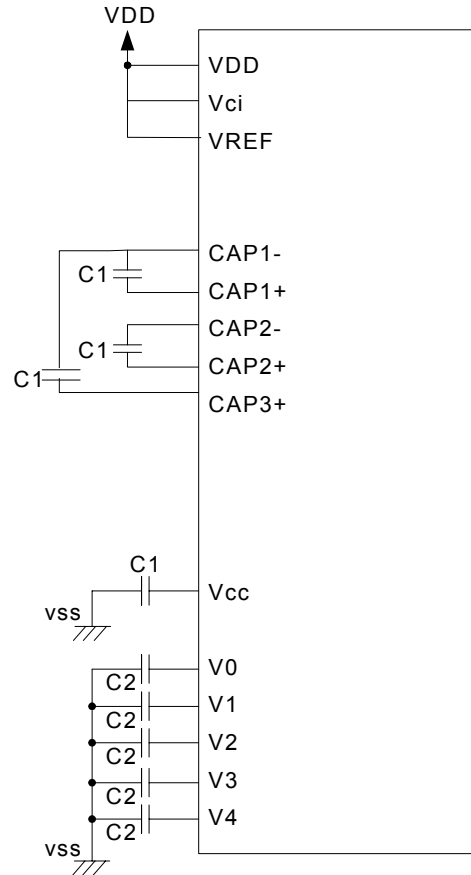 VDD
VDD
Vci
VREF
CAP1-
C1
CAP1+
CAP2-
C1
CAP2+
C1
CAP3+
C1
Vcc
vss
V0
C2
V1
C2
V2
C2
V3
C2
V4
C2
vss